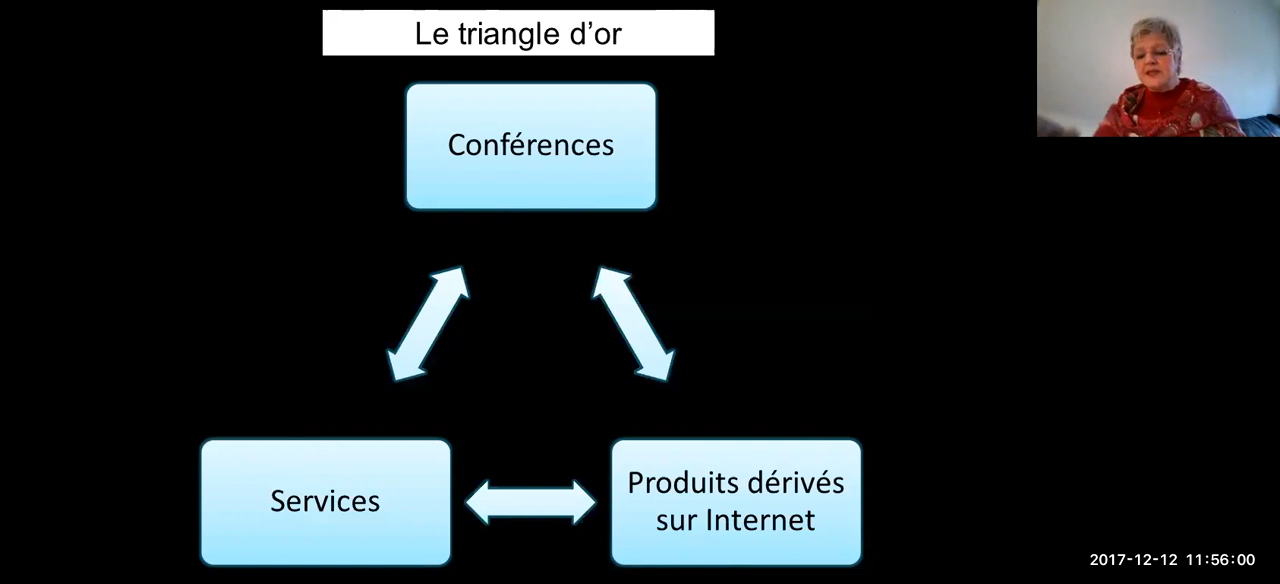 Le triangle d’or
Conférences
Services
Produits dérivés
sur Internet
2017-12-12 11:56:00